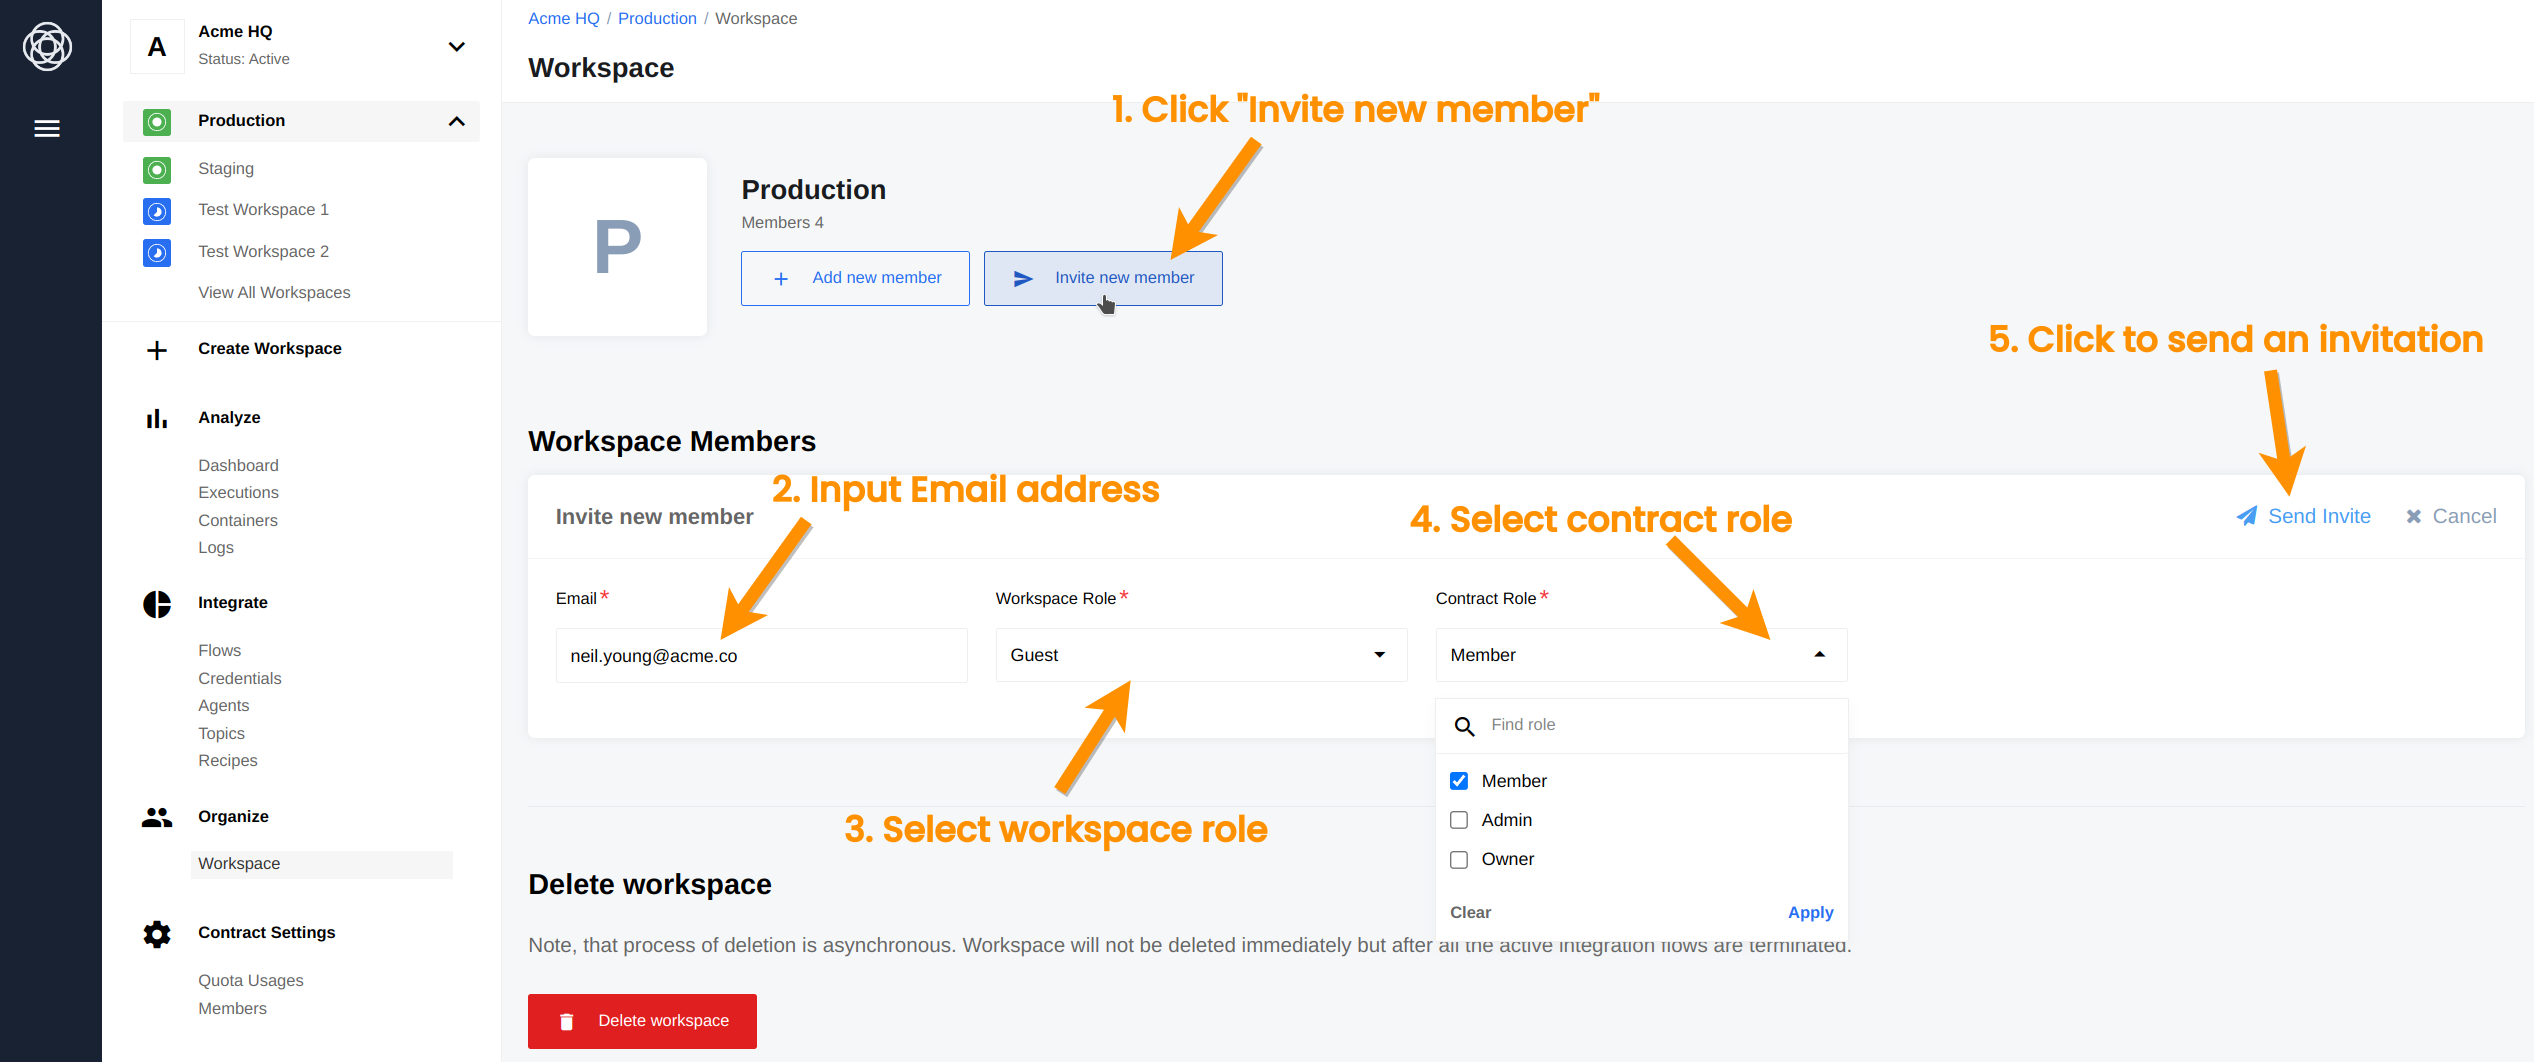 A
Acme HQ
Status: Active
Production
Staging
Test Workspace 1
Test Workspace 2
View All Workspaces
Create Workspace
Analyze
Dashboard
Executions
Containers
Logs
Integrate
Flows
Credentials
Agents
Topics
Recipes
Organize
Workspace
Contract Settings
Quota Usages
Members
Acme HQ / Production / Workspace
Workspace
1. Click "Invite new member"
P
Production
Members 4
Add new member
Invite new member
5. Click to send an invitation
Workspace Members
2. Input Email address
4. Select contract role
Invite new member
Send Invite
Cancel
Email *
Workspace Role *
Contract Role *
neil.young@acme.co
Guest
Member
Find role
Member
Admin
Owner
Clear
Apply
3. Select workspace role
Delete workspace
Note, that process of deletion is asynchronous. Workspace will not be deleted immediately but after all the active integration flows are terminated.
Delete workspace